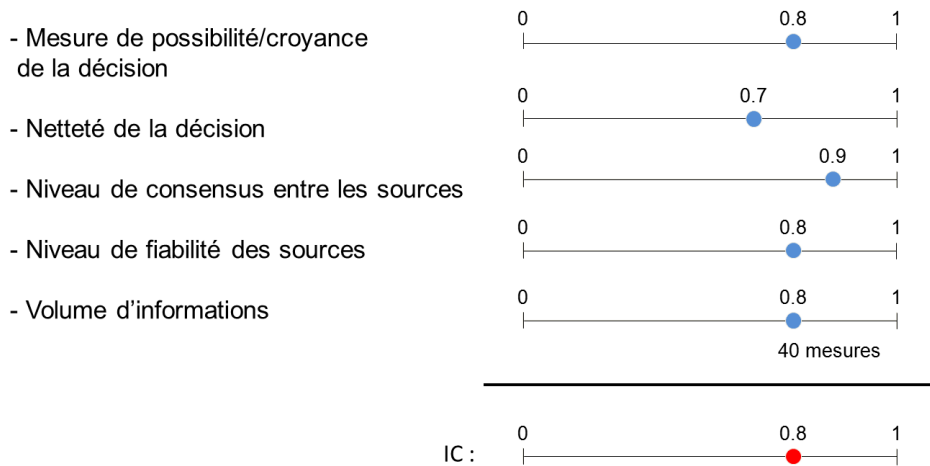 - Mesure de possibilité/croyance
de la décision
0 0.8 1
- Netteté de la décision
0 0.7 1
- Niveau de consensus entre les sources
0 0.9 1
- Niveau de fiabilité des sources
0 0.8 1
- Volume d’informations
0 0.8 1
40 mesures
IC :
0 0.8 1